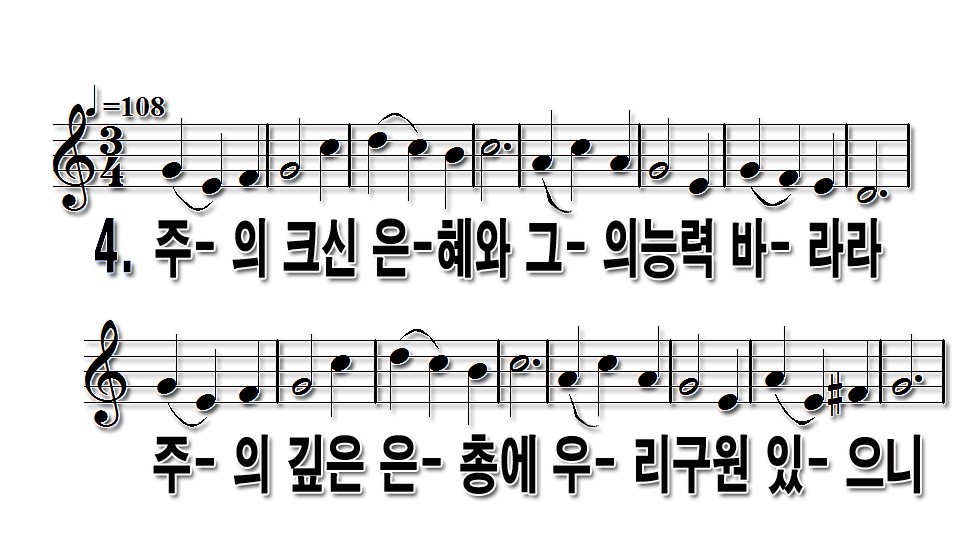 ♩=108
3/4
4. 주- 의 크신 은-혜와 그- 의능력 바- 라라
주- 의 깊은 은- 총에 우- 리구원 있- 으니